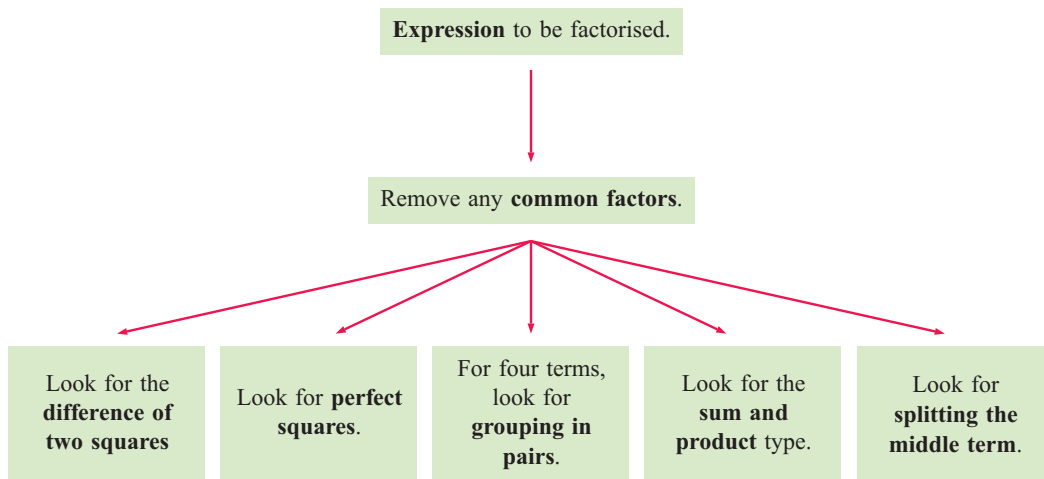 Expression to be factorised.
Remove any common factors.
Look for the
difference of
two squares
Look for perfect
squares.
For four terms,
look for
grouping in
pairs.
Look for the
sum and
product type.
Look for
splitting the
middle term.